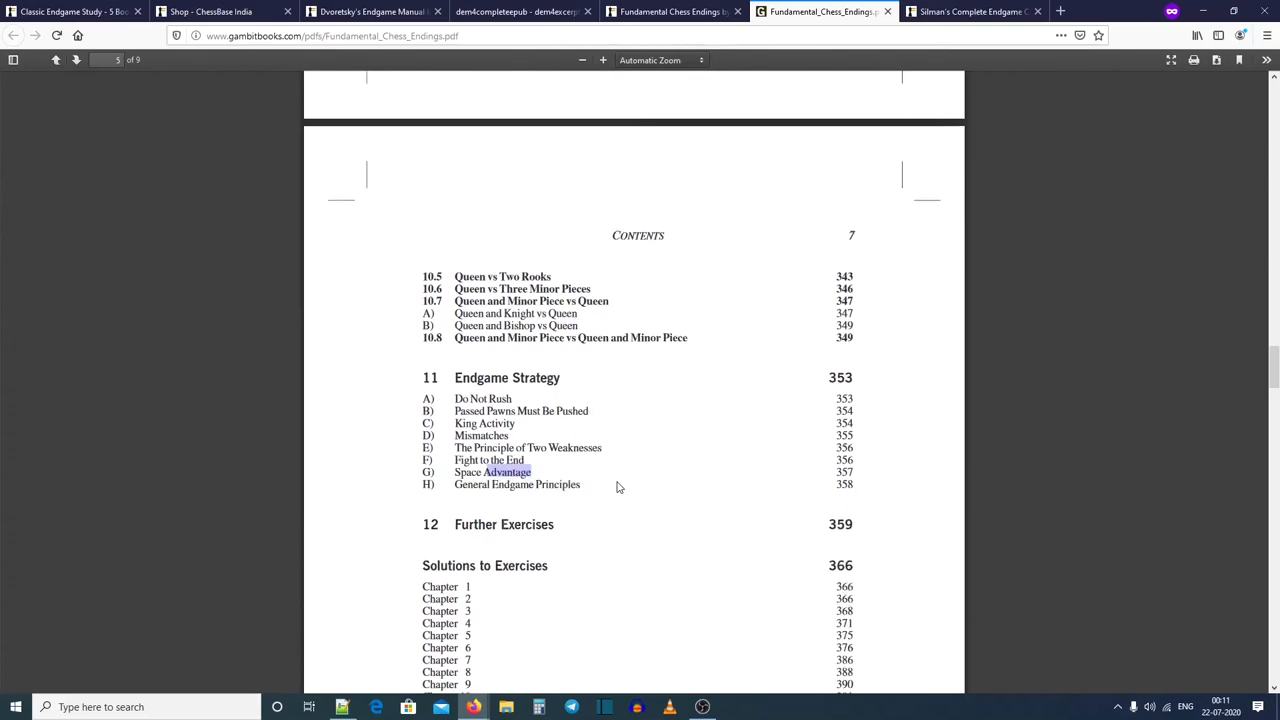 Classic Endgame Study - 5 Boo
Shop - ChessBase India
Dvoretsky's Endgame Manual
dem4completeepub - dem4excerp
Fundamental Chess Endings by
Fundamental_Chess_Endings.p
Silman's Complete Endgame C
www.gambitbooks.com/pdfs/Fundamental_Chess_Endings.pdf
5 of 9
Automatic Zoom
CONTENTS 7
10.5 Queen vs Two Rooks 343
10.6 Queen vs Three Minor Pieces 346
10.7 Queen and Minor Piece vs Queen 347
A) Queen and Knight vs Queen 347
B) Queen and Bishop vs Queen 349
10.8 Queen and Minor Piece vs Queen and Minor Piece 349
11 Endgame Strategy 353
A) Do Not Rush 353
B) Passed Pawns Must Be Pushed 354
C) King Activity 354
D) Mismatches 355
E) The Principle of Two Weaknesses 356
F) Fight to the End 356
G) Space Advantage 357
H) General Endgame Principles 358
12 Further Exercises 359
Solutions to Exercises 366
Chapter 1 366
Chapter 2 366
Chapter 3 368
Chapter 4 371
Chapter 5 375
Chapter 6 376
Chapter 7 386
Chapter 8 388
Chapter 9 390
Type here to search
ENG
00:11
22-07-2020